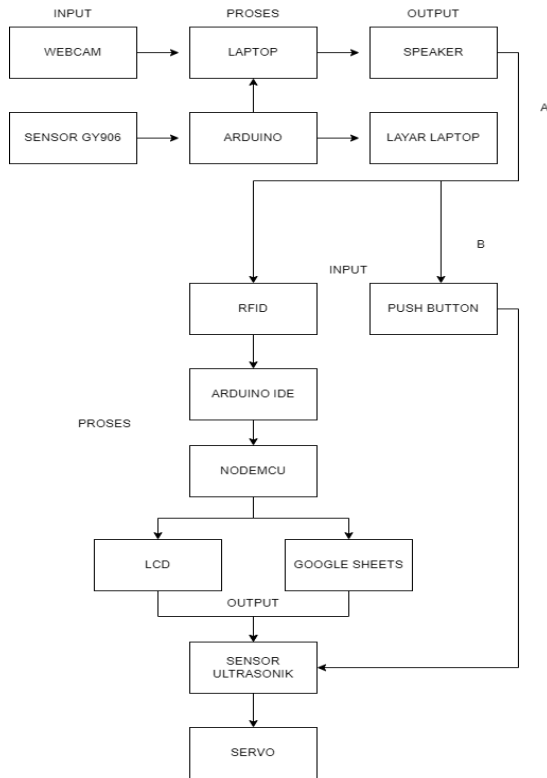 INPUT
PROSES
OUTPUT
WEBCAM
LAPTOP
SPEAKER
A
SENSOR GY906
ARDUINO
LAYAR LAPTOP
B
INPUT
RFID
PUSH BUTTON
ARDUINO IDE
PROSES
NODEMCU
LCD
GOOGLE SHEETS
OUTPUT
SENSOR
ULTRASONIK
SERVO